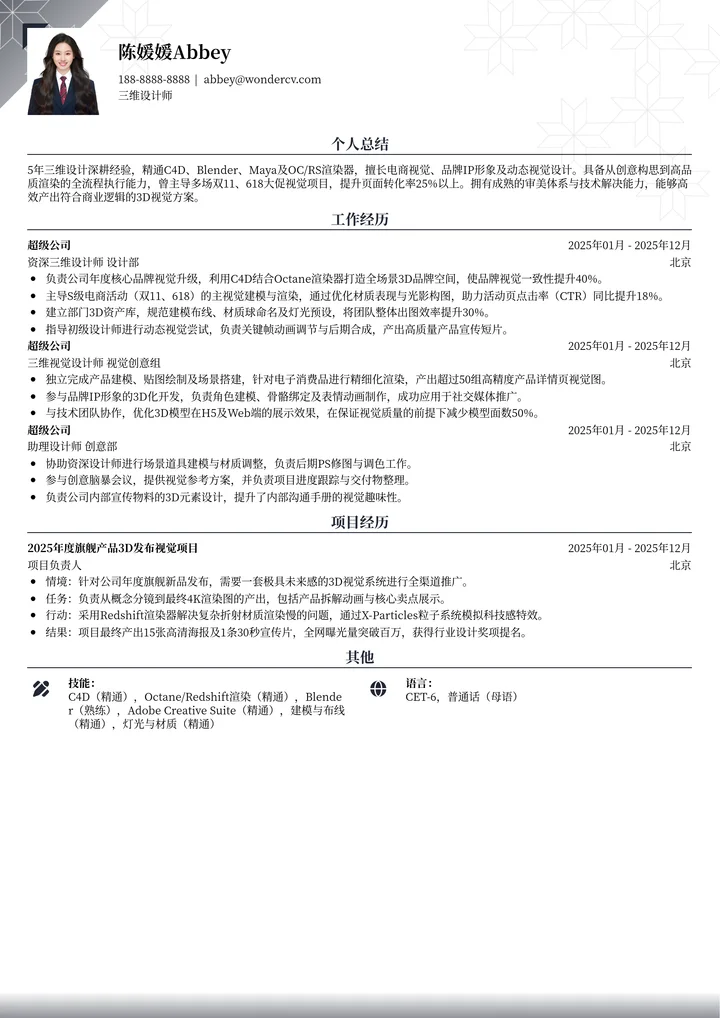 陈媛媛Abbey
188-8888-8888 | abbey@wondercv.com
三维设计师
个人总结
5年三维设计深耕经验，精通C4D、Blender、Maya及OC/RS渲染器，擅长电商视觉、品牌IP形象及动态视觉设计。具备从创意构思到高品
质渲染的全流程执行能力，曾主导多场双11、618大促视觉项目，提升页面转化率25%以上。拥有成熟的审美体系与技术解决能力，能够高
效产出符合商业逻辑的3D视觉方案。
工作经历
超级公司 2025年01月 - 2025年12月
资深三维设计师 设计部 北京
• 负责公司年度核心品牌视觉升级，利用C4D结合Octane渲染器打造全场景3D品牌空间，使品牌视觉一致性提升40%。
• 主导S级电商活动（双11、618）的主视觉建模与渲染，通过优化材质表现与光影构图，助力活动页点击率（CTR）同比提升18%。
• 建立部门3D资产库，规范建模布线、材质球命名及灯光预设，将团队整体出图效率提升30%。
• 指导初级设计师进行动态视觉尝试，负责关键帧动画调节与后期合成，产出高质量产品宣传短片。
超级公司 2025年01月 - 2025年12月
三维视觉设计师 视觉创意组 北京
• 独立完成产品建模、贴图绘制及场景搭建，针对电子消费品进行精细化渲染，产出超过50组高精度产品详情页视觉图。
• 参与品牌IP形象的3D化开发，负责角色建模、骨骼绑定及表情动画制作，成功应用于社交媒体推广。
• 与技术团队协作，优化3D模型在H5及Web端的展示效果，在保证视觉质量的前提下减少模型面数50%。
超级公司 2025年01月 - 2025年12月
助理设计师 创意部 北京
• 协助资深设计师进行场景道具建模与材质调整，负责后期PS修图与调色工作。
• 参与创意脑暴会议，提供视觉参考方案，并负责项目进度跟踪与交付物整理。
• 负责公司内部宣传物料的3D元素设计，提升了内部沟通手册的视觉趣味性。
项目经历
2025年度旗舰产品3D发布视觉项目 2025年01月 - 2025年12月
项目负责人 北京
• 情境：针对公司年度旗舰新品发布，需要一套极具未来感的3D视觉系统进行全渠道推广。
• 任务：负责从概念分镜到最终4K渲染图的产出，包括产品拆解动画与核心卖点展示。
• 行动：采用Redshift渲染器解决复杂折射材质渲染慢的问题，通过X-Particles粒子系统模拟科技感特效。
• 结果：项目最终产出15张高清海报及1条30秒宣传片，全网曝光量突破百万，获得行业设计奖项提名。
其他
技能：
C4D（精通），Octane/Redshift渲染（精通），Blende
r（熟练），Adobe Creative Suite（精通），建模与布线
（精通），灯光与材质（精通）
语言：
CET-6，普通话（母语）